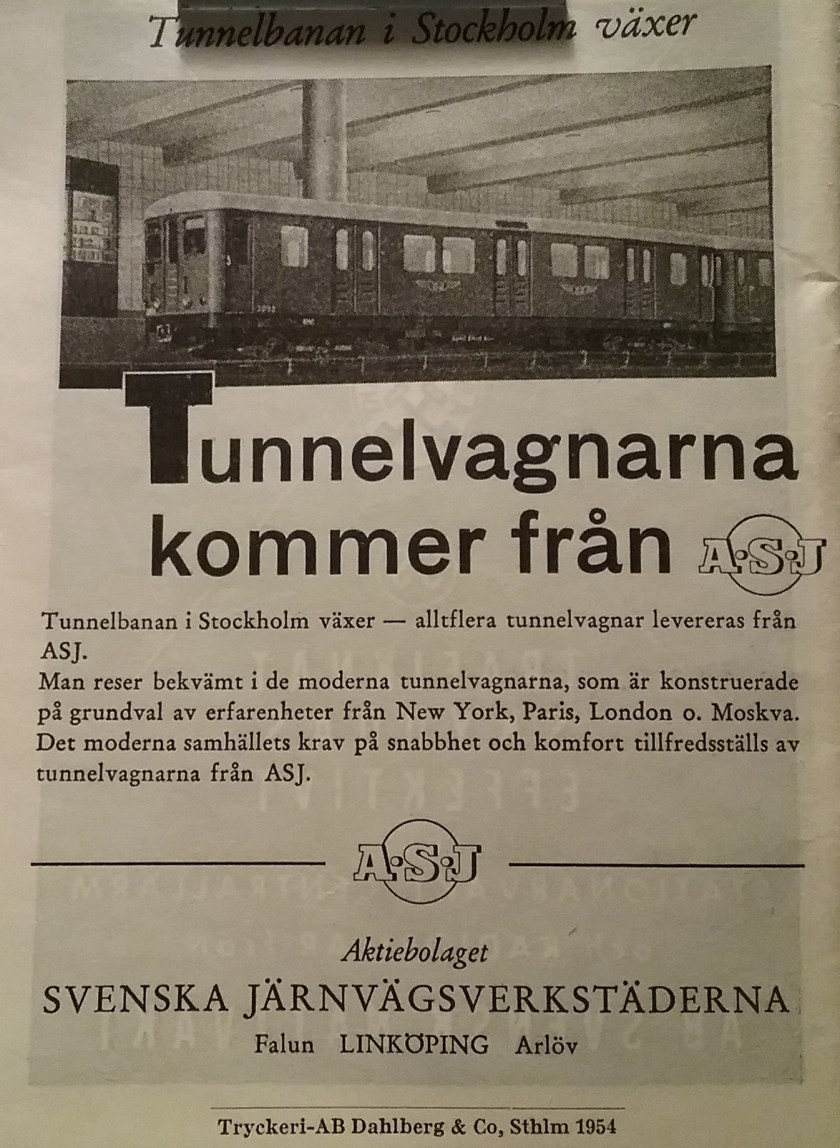 Tunnelbanan i Stockholm växer
Tunnelvagnarna
kommer från A·S·J
Tunnelbanan i Stockholm växer — alltflera tunnelvagnar levereras från
ASJ.
Man reser bekvämt i de moderna tunnelvagnarna, som är konstruerade
på grundval av erfarenheter från New York, Paris, London o. Moskva.
Det moderna samhällets krav på snabbhet och komfort tillfredsställs av
tunnelvagnarna från ASJ.
A·S·J
Aktiebolaget
SVENSKA JÄRNVÄGSVERKSTÄDERNA
Falun LINKÖPING Arlöv
Tryckeri-AB Dahlberg & Co, Sthlm 1954